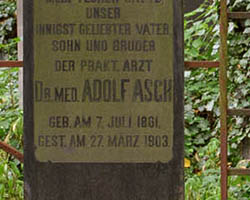 UNSER
INNIGST GELIEBTER VATER
SOHN UND BRUDER
DER PRAKT. ARZT
DR. MED. ADOLF ASCH
GEB. AM 7. JULI 1861.
GEST. AM 27. MÄRZ 1903.